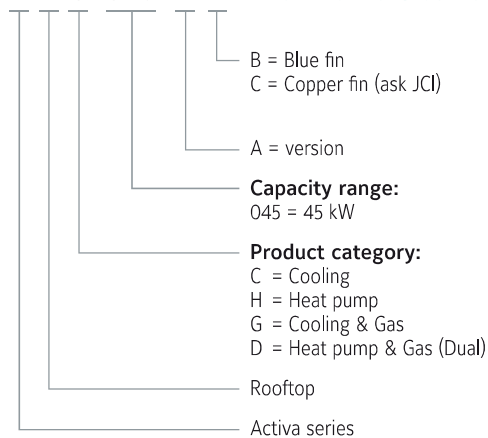 B = Blue fin
C = Copper fin (ask JCI)
A = version
Capacity range:
045 = 45 kW
Product category:
C = Cooling
H = Heat pump
G = Cooling & Gas
D = Heat pump & Gas (Dual)
Rooftop
Activa series